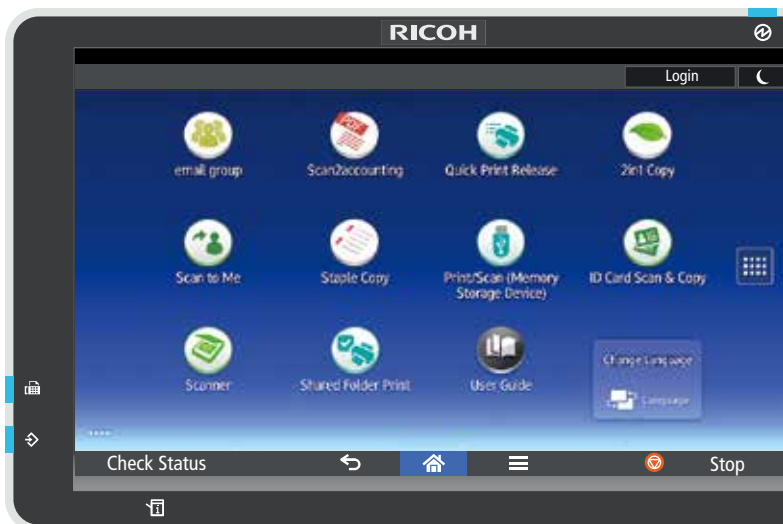 RICOH
Login
email group
Scan2accounting
Quick Print Release
2in1 Copy
PDF
Scan to Me
Staple Copy
Print/Scan (Memory
Storage Device)
ID Card Scan & Copy
Scanner
Shared Folder Print
User Guide
Change Language
Language
Check Status
Stop